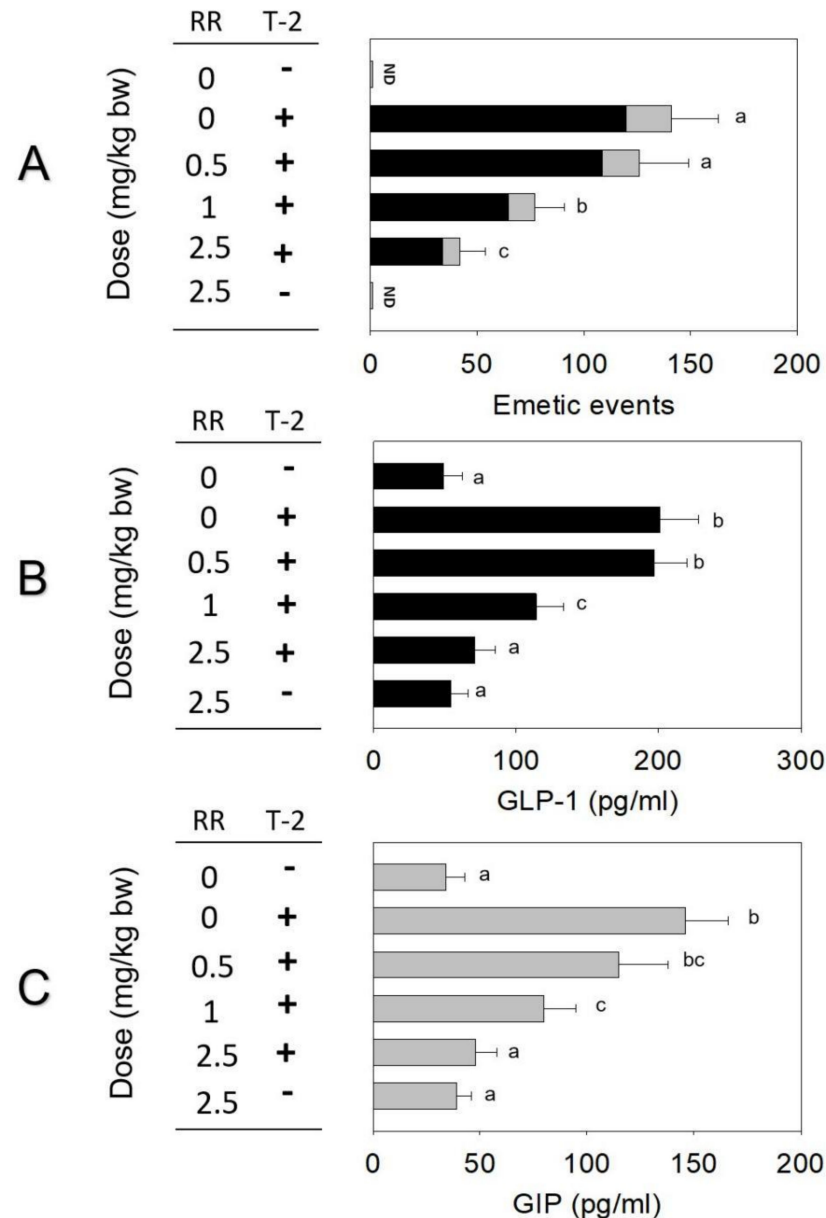 RR T-2
0 -
ND
0 +
a
A
0.5 +
a
1 +
b
2.5 +
c
2.5 -
ND
Dose (mg/kg bw)
0 50 100 150 200
Emetic events
RR T-2
0 -
a
0 +
b
B
0.5 +
b
1 +
c
2.5 +
a
2.5 -
a
Dose (mg/kg bw)
0 100 200 300
GLP-1 (pg/ml)
RR T-2
0 -
a
0 +
b
C
0.5 +
bc
1 +
c
2.5 +
a
2.5 -
a
Dose (mg/kg bw)
0 50 100 150 200
GIP (pg/ml)